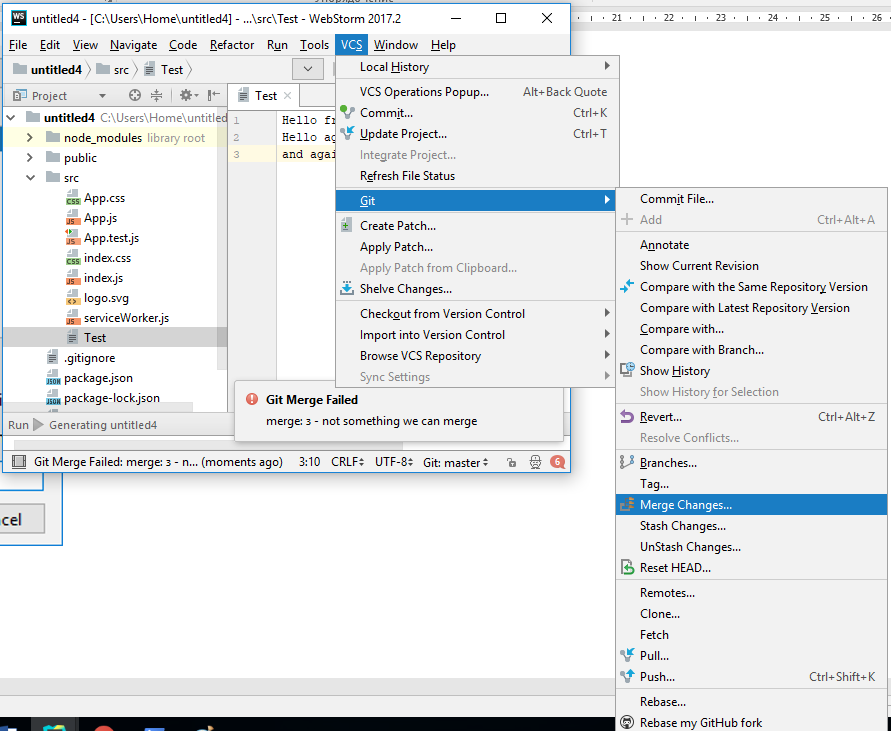 untitled4 - [C:\Users\Home\untitled4] - ...\src\Test - WebStorm 2017.2
21 22 23 24 25 26
File Edit View Navigate Code Refactor Run Tools VCS Window Help
untitled4 src Test
Project
Test
untitled4 C:\Users\Home\untitled
node_modules library root
public
src
App.css
App.js
App.test.js
index.css
index.js
logo.svg
serviceWorker.js
Test
.gitignore
package.json
package-lock.json
1 Hello fr
2 Hello ag
3 and agai
Local History
VCS Operations Popup... Alt+Back Quote
Commit... Ctrl+K
Update Project... Ctrl+T
Integrate Project...
Refresh File Status
Git
Create Patch...
Apply Patch...
Apply Patch from Clipboard...
Shelve Changes...
Checkout from Version Control
Import into Version Control
Browse VCS Repository
Sync Settings
Commit File...
Add Ctrl+Alt+A
Annotate
Show Current Revision
Compare with the Same Repository Version
Compare with Latest Repository Version
Compare with...
Compare with Branch...
Show History
Show History for Selection
Revert... Ctrl+Alt+Z
Resolve Conflicts...
Branches...
Tag...
Merge Changes...
Stash Changes...
UnStash Changes...
Reset HEAD...
Remotes...
Clone...
Fetch
Pull...
Push... Ctrl+Shift+K
Rebase...
Rebase my GitHub fork
Git Merge Failed
merge: з - not something we can merge
Run Generating untitled4
Git Merge Failed: merge: з - n... (moments ago) 3:10 CRLF UTF-8 Git: master 6
cel